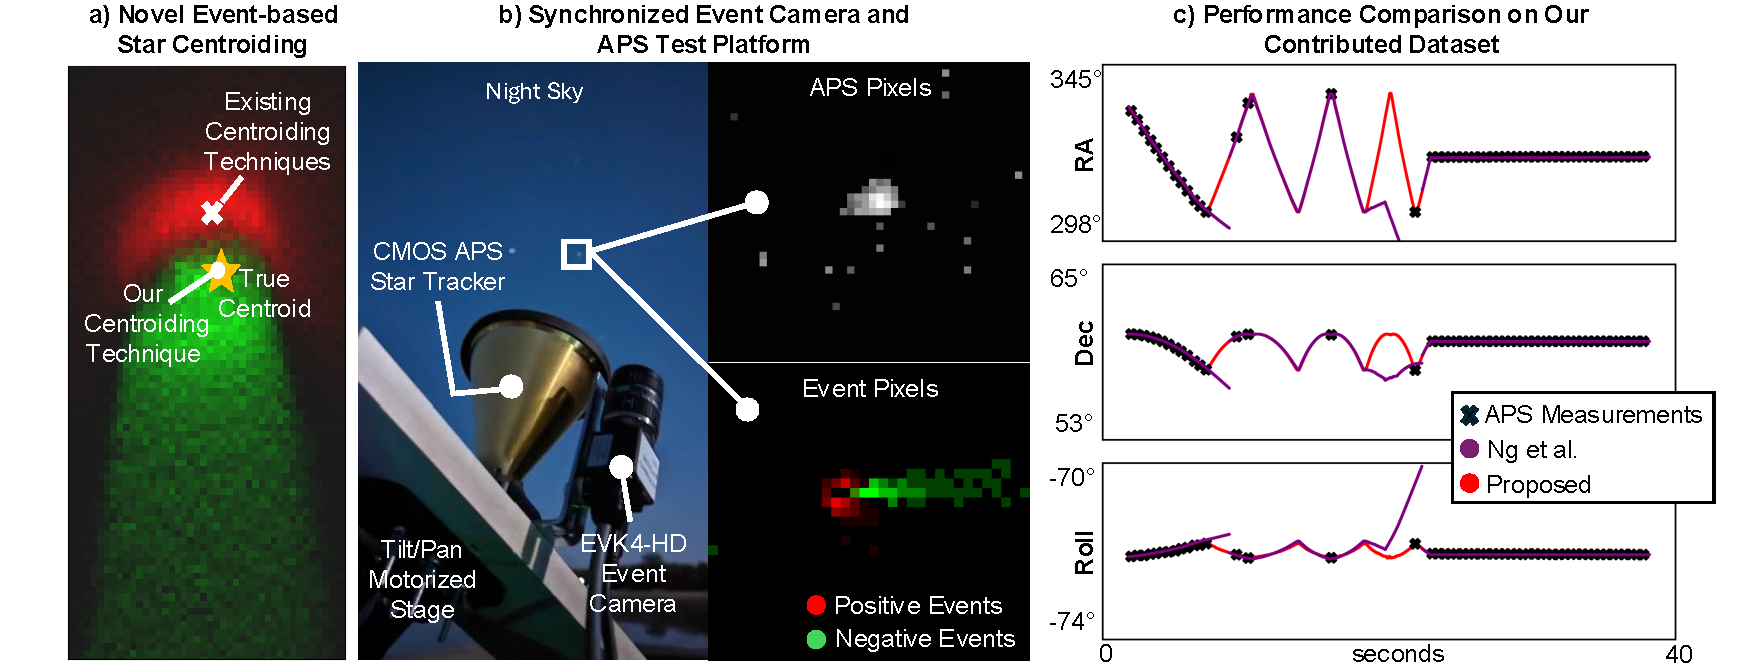 a) Novel Event-based
Star Centroiding
Existing
Centroiding
Techniques
True
Centroid
Our
Centroiding
Technique
b) Synchronized Event Camera and
APS Test Platform
Night Sky
CMOS APS
Star Tracker
Tilt/Pan
Motorized
Stage
EVK4-HD
Event
Camera
APS Pixels
Event Pixels
Positive Events
Negative Events
c) Performance Comparison on Our
Contributed Dataset
345°
RA
298°
65°
Dec
53°
APS Measurements
Ng et al.
Proposed
-70°
Roll
-74°
0
seconds
40